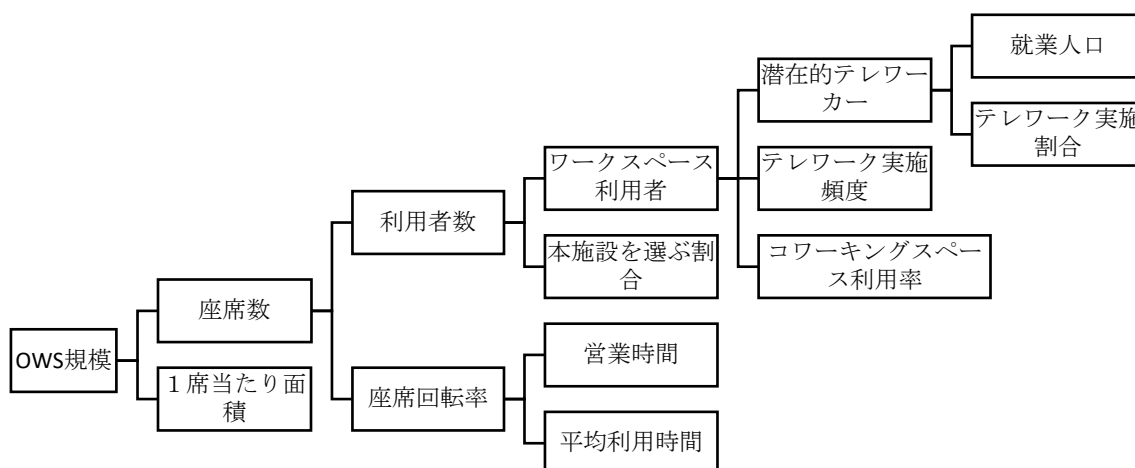 就業人口
潜在的テレワー
カー
テレワーク実施
割合
ワークスペース
利用者
テレワーク実施
頻度
利用者数
本施設を選ぶ割
合
コワーキングスペー
ス利用率
座席数
OWS規模
営業時間
１席当たり面
積
座席回転率
平均利用時間